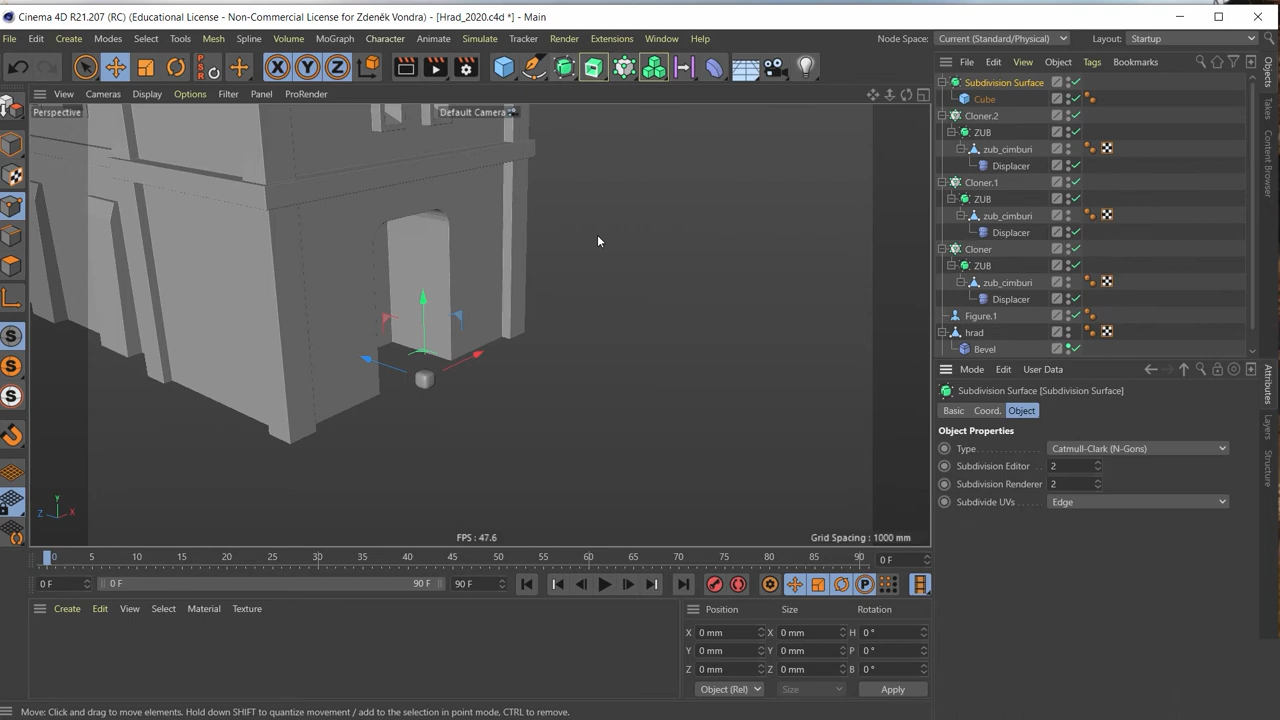 Cinema 4D R21.207 (RC) (Educational License - Non-Commercial License for Zdeněk Vondra) - [Hrad_2020.c4d *] - Main
File Edit Create Modes Select Tools Mesh Spline Volume MoGraph Character Animate Simulate Tracker Render Extensions Window Help Node Space: Current (Standard/Physical) Layout: Startup
X Y Z
PSR
File Edit View Object Tags Bookmarks
View Cameras Display Options Filter Panel ProRender
Perspective
Default Camera
Subdivision Surface
Cube
Cloner.2
ZUB
zub_cimburi
Displacer
Cloner.1
ZUB
zub_cimburi
Displacer
Cloner
ZUB
zub_cimburi
Displacer
Figure.1
hrad
Bevel
Objects
Takes
Content Browser
Mode Edit User Data
Subdivision Surface [Subdivision Surface]
Basic Coord. Object
Object Properties
Type Catmull-Clark (N-Gons)
Subdivision Editor 2
Subdivision Renderer 2
Subdivide UVs Edge
Attributes
Layers
Structure
S
S
S
Y
Z X
FPS : 47.6
Grid Spacing : 1000 mm
0 5 10 15 20 25 30 35 40 45 50 55 60 65 70 75 80 85 90 0 F
0 F 0 F 90 F 90 F
P
Create Edit View Select Material Texture
Position Size Rotation
X 0 mm X 0 mm H 0 °
Y 0 mm Y 0 mm P 0 °
Z 0 mm Z 0 mm B 0 °
Object (Rel) Size Apply
Move: Click and drag to move elements. Hold down SHIFT to quantize movement / add to the selection in point mode, CTRL to remove.